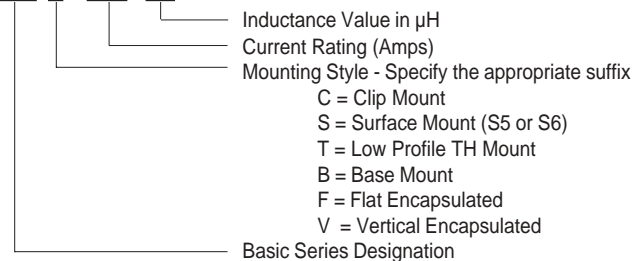 Inductance Value in µH
Current Rating (Amps)
Mounting Style - Specify the appropriate suffix
C = Clip Mount
S = Surface Mount (S5 or S6)
T = Low Profile TH Mount
B = Base Mount
F = Flat Encapsulated
V = Vertical Encapsulated
Basic Series Designation